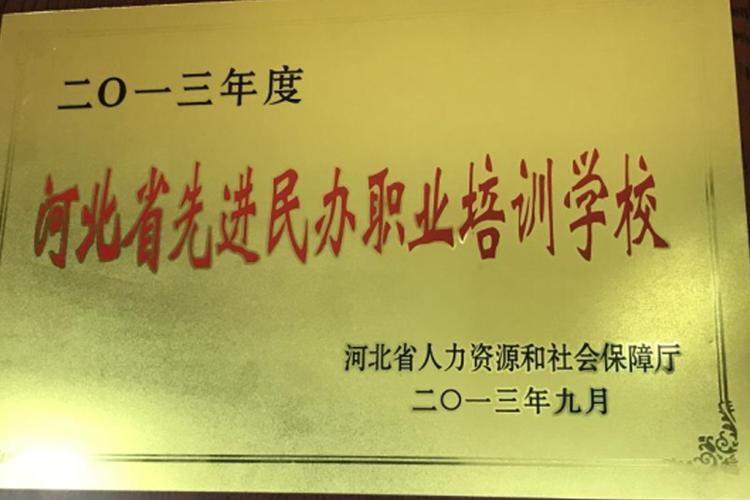 二〇一三年度
河北省先进民办职业培训学校
河北省人力资源和社会保障厅
二〇一三年九月